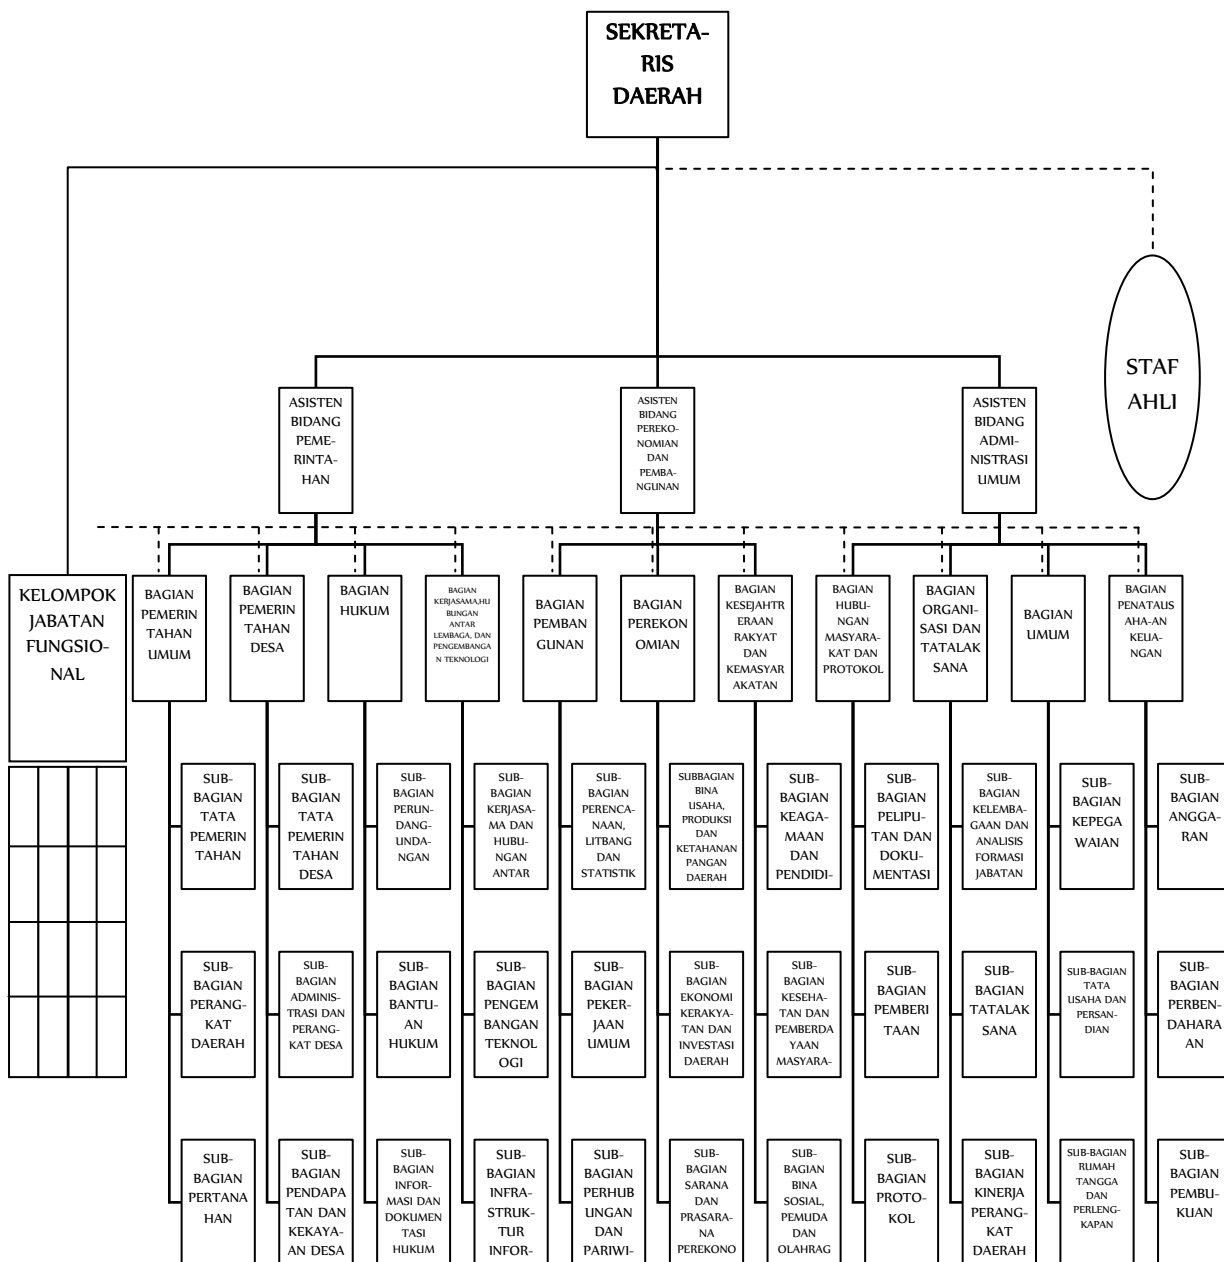 SEKRETA-
RIS
DAERAH
STAF
AHLI
ASISTEN
BIDANG
PEME-
RINTA-
HAN
ASISTEN
BIDANG
PEREKO-
NOMIAN
DAN
PEMBA-
NGUNAN
ASISTEN
BIDANG
ADMI-
NISTRASI
UMUM
KELOMPOK
JABATAN
FUNGSIO-
NAL
BAGIAN
PEMERIN
TAHAN
UMUM
BAGIAN
PEMERIN
TAHAN
DESA
BAGIAN
HUKUM
BAGIAN
KERJASAMA,HU
BUNGAN
ANTAR
LEMBAGA, DAN
PENGEMBANGA
N TEKNOLOGI
BAGIAN
PEMBAN
GUNAN
BAGIAN
PEREKON
OMIAN
BAGIAN
KESEJAHTR
ERAAN
RAKYAT
DAN
KEMASYAR
AKATAN
BAGIAN
HUBU-
NGAN
MASYARA-
KAT DAN
PROTOKOL
BAGIAN
ORGANI-
SASI DAN
TATALAK
SANA
BAGIAN
UMUM
BAGIAN
PENATAUS
AHA-AN
KEUA-
NGAN
SUB-
BAGIAN
TATA
PEMERIN
TAHAN
SUB-
BAGIAN
TATA
PEMERIN
TAHAN
DESA
SUB-
BAGIAN
PERUN-
DANG-
UNDA-
NGAN
SUB-
BAGIAN
KERJASA-
MA DAN
HUBU-
NGAN
ANTAR
SUB-
BAGIAN
PERENCA-
NAAN,
LITBANG
DAN
STATISTIK
SUBBAGIAN
BINA
USAHA,
PRODUKSI
DAN
KETAHANAN
PANGAN
DAERAH
SUB-
BAGIAN
KEAGA-
MAAN
DAN
PENDIDI-
SUB-
BAGIAN
PELIPU-
TAN DAN
DOKU-
MENTASI
SUB-
BAGIAN
KELEMBA-
GAAN DAN
ANALISIS
FORMASI
JABATAN
SUB-
BAGIAN
KEPEGA
WAIAN
SUB-
BAGIAN
ANGGA-
RAN
SUB-
BAGIAN
PERANG-
KAT
DAERAH
SUB-
BAGIAN
ADMINIS-
TRASI DAN
PERANG-
KAT DESA
SUB-
BAGIAN
BANTU-
AN
HUKUM
SUB-
BAGIAN
PENGEM
BANGAN
TEKNOL
OGI
SUB-
BAGIAN
PEKER-
JAAN
UMUM
SUB-
BAGIAN
EKONOMI
KERAKYA-
TAN DAN
INVESTASI
DAERAH
SUB-
BAGIAN
KESEHA-
TAN DAN
PEMBERDA
YAAN
MASYARA-
SUB-
BAGIAN
PEMBERI
TAAN
SUB-
BAGIAN
TATALAK
SANA
SUB-BAGIAN
TATA
USAHA DAN
PERSAN-
DIAN
SUB-
BAGIAN
PERBEN-
DAHARA
AN
SUB-
BAGIAN
PERTANA
HAN
SUB-
BAGIAN
PENDAPA
TAN DAN
KEKAYA-
AN DESA
SUB-
BAGIAN
INFOR-
MASI DAN
DOKUMEN
TASI
HUKUM
SUB-
BAGIAN
INFRA-
STRUK-
TUR
INFOR-
SUB-
BAGIAN
PERHUB
UNGAN
DAN
PARIWI-
SUB-
BAGIAN
SARANA
DAN
PRASARA-
NA
PEREKONO
SUB-
BAGIAN
BINA
SOSIAL,
PEMUDA
DAN
OLAHRAG
SUB-
BAGIAN
PROTO-
KOL
SUB-
BAGIAN
KINERJA
PERANG-
KAT
DAERAH
SUB-BAGIAN
RUMAH
TANGGA
DAN
PERLENG-
KAPAN
SUB-
BAGIAN
PEMBU-
KUAN